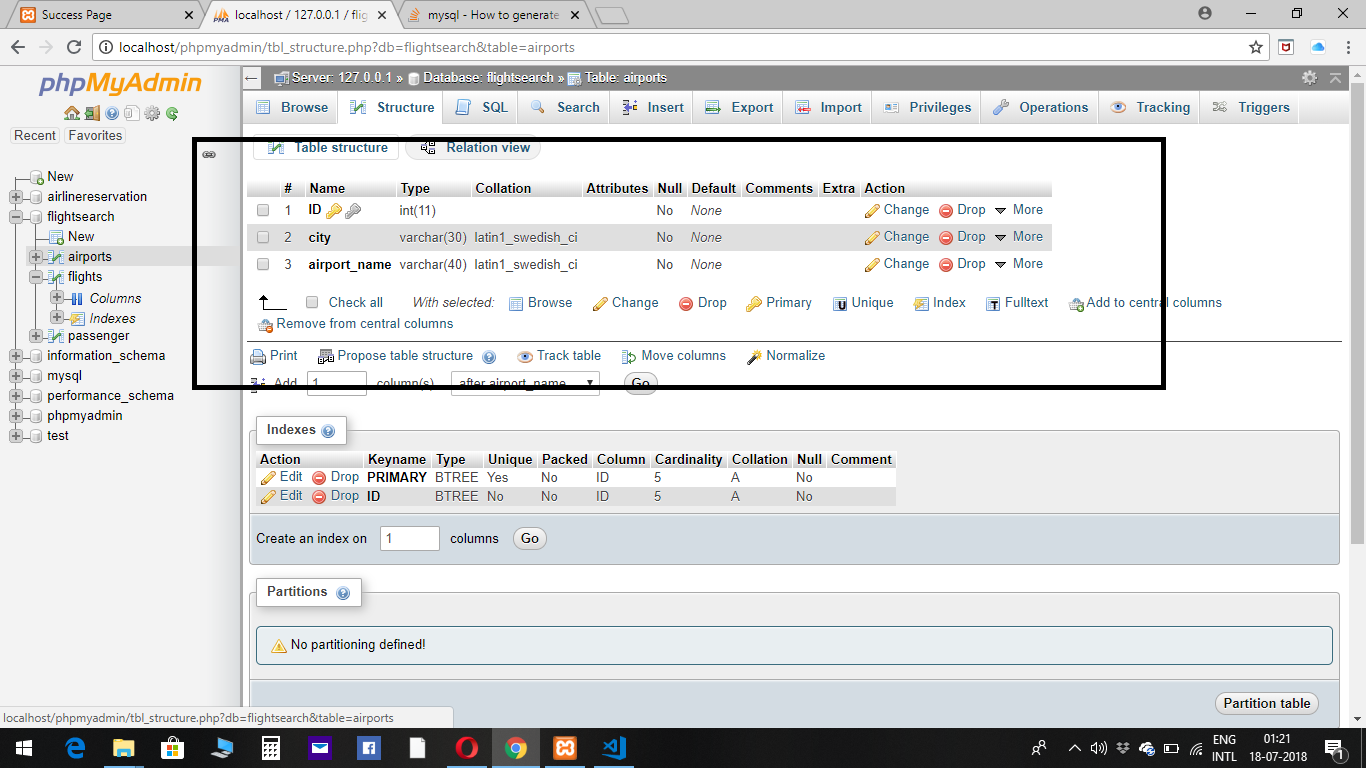 Success Page
localhost / 127.0.0.1 / flig
mysql - How to generate
localhost/phpmyadmin/tbl_structure.php?db=flightsearch&table=airports
phpMyAdmin
Recent Favorites
New
airlinereservation
flightsearch
New
airports
flights
Columns
Indexes
passenger
information_schema
mysql
performance_schema
phpmyadmin
test
Server: 127.0.0.1 » Database: flightsearch » Table: airports
Browse Structure SQL Search Insert Export Import Privileges Operations Tracking Triggers
Table structure Relation view
# Name Type Collation Attributes Null Default Comments Extra Action
1 ID int(11) No None Change Drop More
2 city varchar(30) latin1_swedish_ci No None Change Drop More
3 airport_name varchar(40) latin1_swedish_ci No None Change Drop More
Check all With selected: Browse Change Drop Primary Unique Index Fulltext Add to central columns
Remove from central columns
Print Propose table structure Track table Move columns Normalize
Add 1 column(s) after airport_name Go
Indexes
Action Keyname Type Unique Packed Column Cardinality Collation Null Comment
Edit Drop PRIMARY BTREE Yes No ID 5 A No
Edit Drop ID BTREE No No ID 5 A No
Create an index on 1 columns Go
Partitions
No partitioning defined!
Partition table
localhost/phpmyadmin/tbl_structure.php?db=flightsearch&table=airports
ENG
INTL
01:21
18-07-2018
1